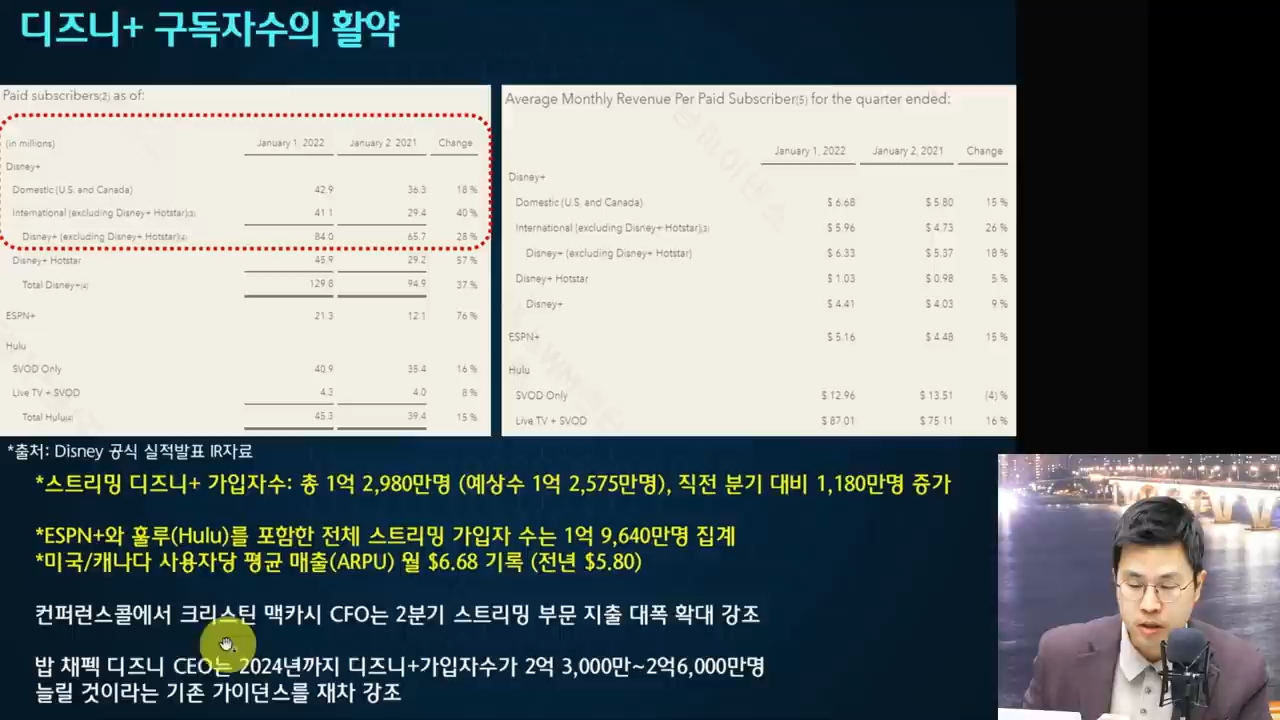 디즈니+ 구독자수의 활약
Paid subscribers(2) as of:
(in millions) January 1, 2022 January 2, 2021 Change
Disney+
Domestic (U.S. and Canada) 42.9 36.3 18 %
International (excluding Disney+ Hotstar)(3) 41.1 29.4 40 %
Disney+ (excluding Disney+ Hotstar)(4) 84.0 65.7 28 %
Disney+ Hotstar 45.9 29.2 57 %
Total Disney+(4) 129.8 94.9 37 %
ESPN+ 21.3 12.1 76 %
Hulu
SVOD Only 40.9 35.4 16 %
Live TV + SVOD 4.3 4.0 8 %
Total Hulu(4) 45.3 39.4 15 %
Average Monthly Revenue Per Paid Subscriber(5) for the quarter ended:
January 1, 2022 January 2, 2021 Change
Disney+
Domestic (U.S. and Canada) $ 6.68 $ 5.80 15 %
International (excluding Disney+ Hotstar)(3) $ 5.96 $ 4.73 26 %
Disney+ (excluding Disney+ Hotstar) $ 6.33 $ 5.37 18 %
Disney+ Hotstar $ 1.03 $ 0.98 5 %
Disney+ $ 4.41 $ 4.03 9 %
ESPN+ $ 5.16 $ 4.48 15 %
Hulu
SVOD Only $ 12.96 $ 13.51 (4) %
Live TV + SVOD $ 87.01 $ 75.11 16 %
*출처: Disney 공식 실적발표 IR자료
*스트리밍 디즈니+ 가입자수: 총 1억 2,980만명 (예상수 1억 2,575만명), 직전 분기 대비 1,180만명 증가
*ESPN+와 훌루(Hulu)를 포함한 전체 스트리밍 가입자 수는 1억 9,640만명 집계
*미국/캐나다 사용자당 평균 매출(ARPU) 월 $6.68 기록 (전년 $5.80)
컨퍼런스콜에서 크리스틴 맥카시 CFO는 2분기 스트리밍 부문 지출 대폭 확대 강조
밥 채펙 디즈니 CEO는 2024년까지 디즈니+가입자수가 2억 3,000만~2억6,000만명
늘릴 것이라는 기존 가이던스를 재차 강조